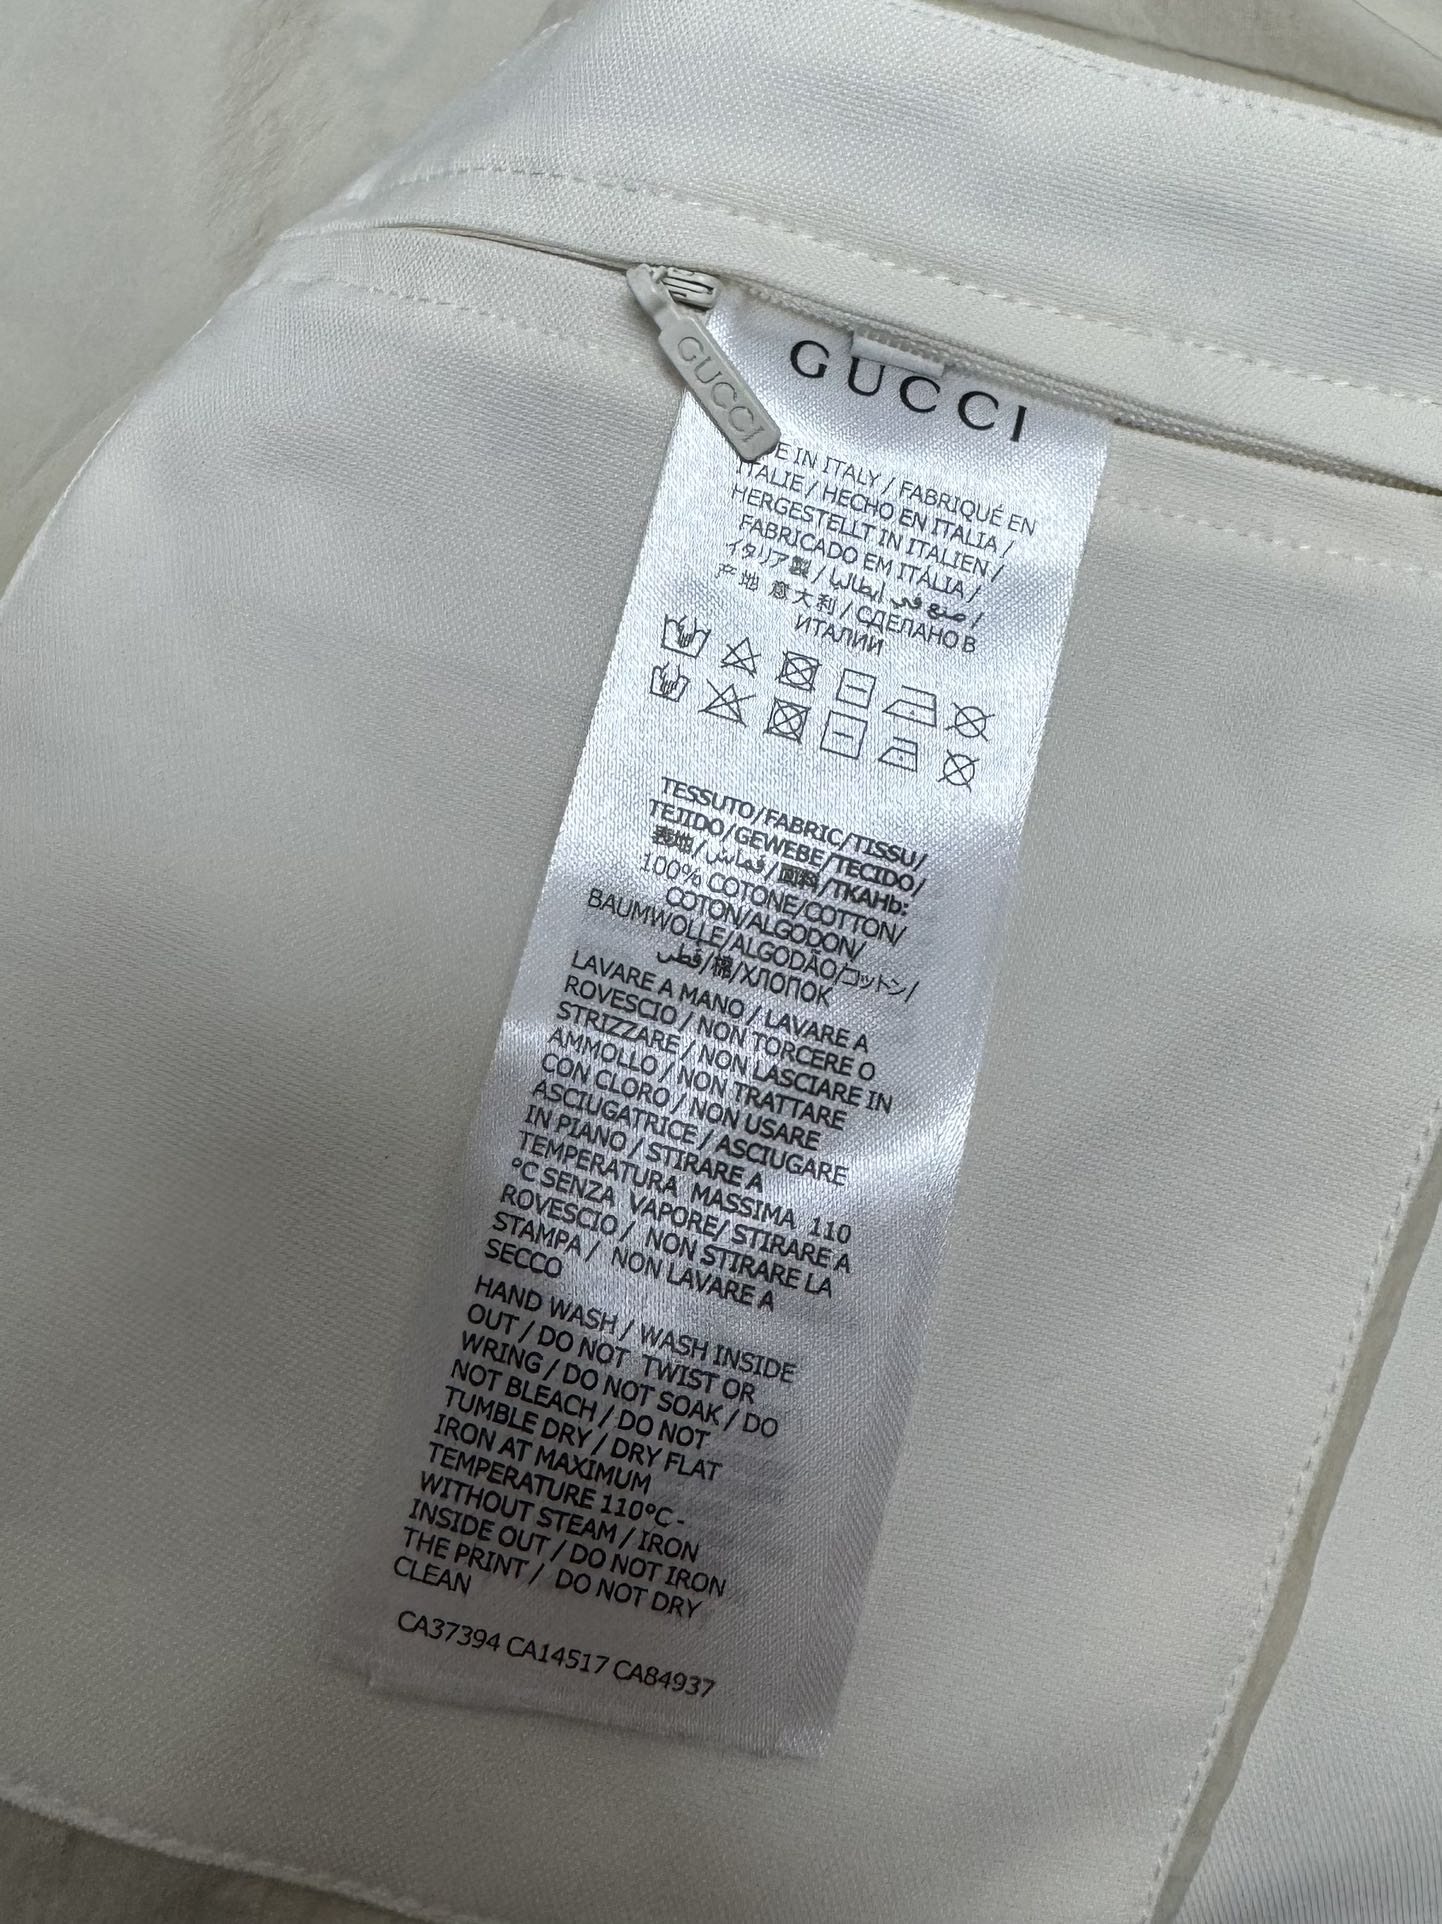 GUCCI
GUCCI
E IN ITALY / FABRIQUÉ EN
ITALIE / HECHO EN ITALIA /
HERGESTELLT IN ITALIEN /
FABRICADO EM ITÁLIA /
イタリア製 / صنع في ايطاليا /
产地 意大利 / СДЕЛАНО В
ИТАЛИИ
TESSUTO/FABRIC/TISSU/
TEJIDO/GEWEBE/TECIDO/
表地/قماش/面料/ТКАНЬ:
100% COTONE/COTTON/
COTON/ALGODON/
BAUMWOLLE/ALGODÃO/コットン/
قطن/棉/ХЛОПОК
LAVARE A MANO / LAVARE A
ROVESCIO / NON TORCERE O
STRIZZARE / NON LASCIARE IN
AMMOLLO / NON TRATTARE
CON CLORO / NON USARE
ASCIUGATRICE / ASCIUGARE
IN PIANO / STIRARE A
TEMPERATURA MASSIMA 110
°C SENZA VAPORE/ STIRARE A
ROVESCIO / NON STIRARE LA
STAMPA / NON LAVARE A
SECCO
HAND WASH / WASH INSIDE
OUT / DO NOT TWIST OR
WRING / DO NOT SOAK / DO
NOT BLEACH / DO NOT
TUMBLE DRY / DRY FLAT
IRON AT MAXIMUM
TEMPERATURE 110°C -
WITHOUT STEAM / IRON
INSIDE OUT / DO NOT IRON
THE PRINT / DO NOT DRY
CLEAN
CA37394 CA14517 CA84937